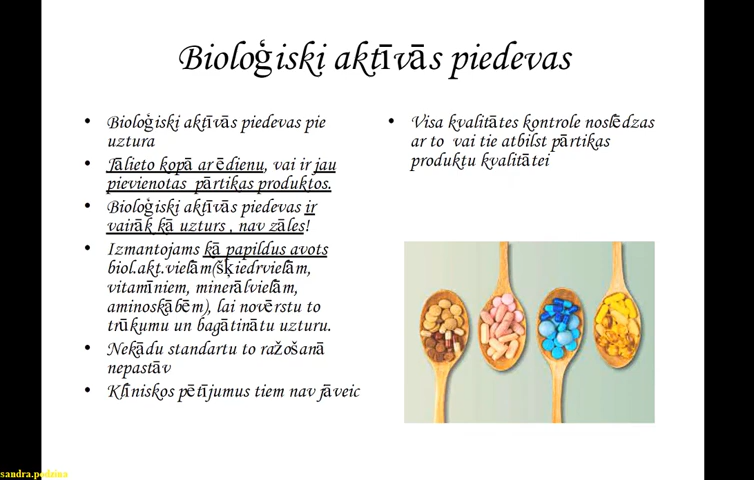 Bioloģiski aktīvās piedevas
• Bioloģiski aktīvās piedevas pie
uztura
• Tālieto kopā ar ēdienu, vai ir jau
pievienotas pārtikas produktos.
• Bioloģiski aktīvās piedevas ir
vairāk kā uzturs , nav zāles!
• Izmantojams kā papildus avots
biol.akt.vielām(šķiedrvielām,
vitamīniem, minerālvielām,
aminoskābēm), lai novērstu to
trūkumu un bagātinātu uzturu.
• Nekādu standartu to ražošanā
nepastāv
• Klīniskos pētījumus tiem nav jāveic
• Visa kvalitātes kontrole noslēdzas
ar to vai tie atbilst pārtikas
produktu kvalitātei
sandra.podzina